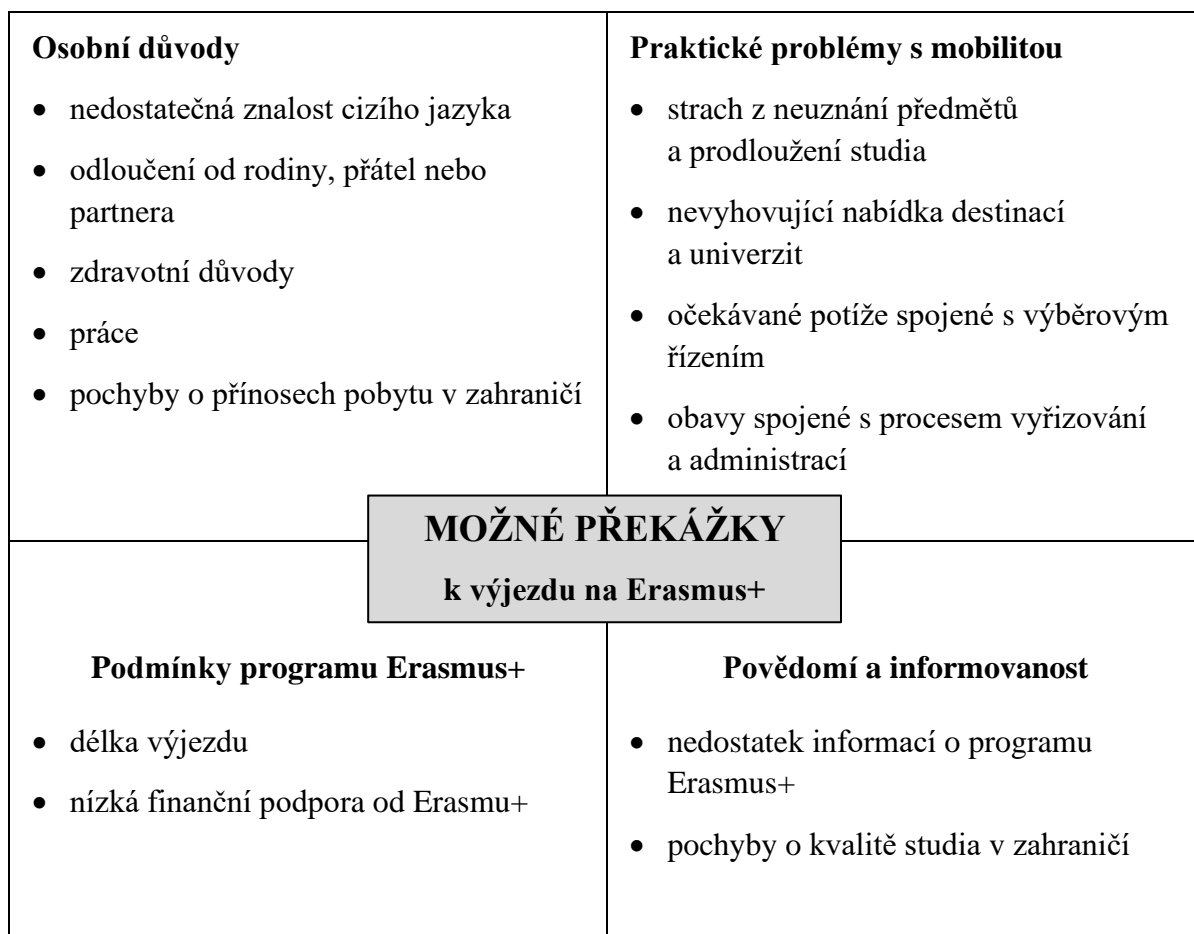 Osobní důvody
• nedostatečná znalost cizího jazyka
• odloučení od rodiny, přátel nebo
partnera
• zdravotní důvody
• práce
• pochyby o přínosech pobytu v zahraničí
Praktické problémy s mobilitou
• strach z neuznání předmětů
a prodloužení studia
• nevyhovující nabídka destinací
a univerzit
• očekávané potíže spojené s výběrovým
řízením
• obavy spojené s procesem vyřizování
a administrací
MOŽNÉ PŘEKÁŽKY
k výjezdu na Erasmus+
Podmínky programu Erasmus+
• délka výjezdu
• nízká finanční podpora od Erasmu+
Povědomí a informovanost
• nedostatek informací o programu
Erasmus+
• pochyby o kvalitě studia v zahraničí